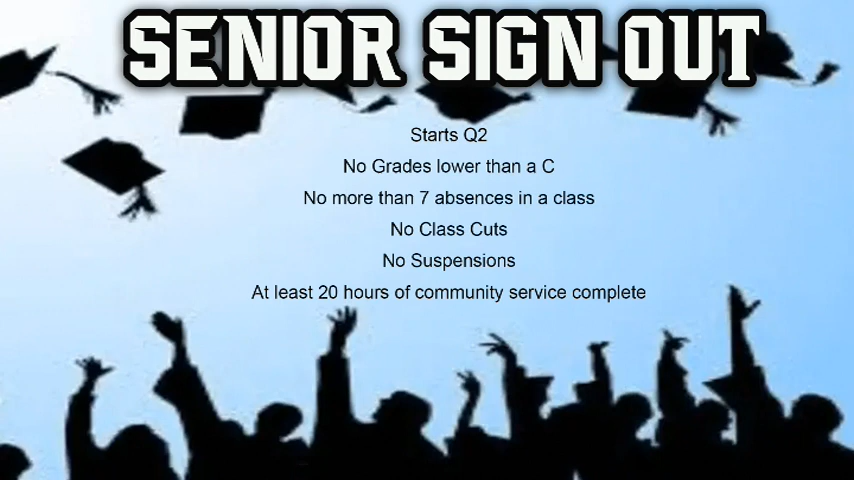 SENIOR SIGN OUT
Starts Q2
No Grades lower than a C
No more than 7 absences in a class
No Class Cuts
No Suspensions
At least 20 hours of community service complete